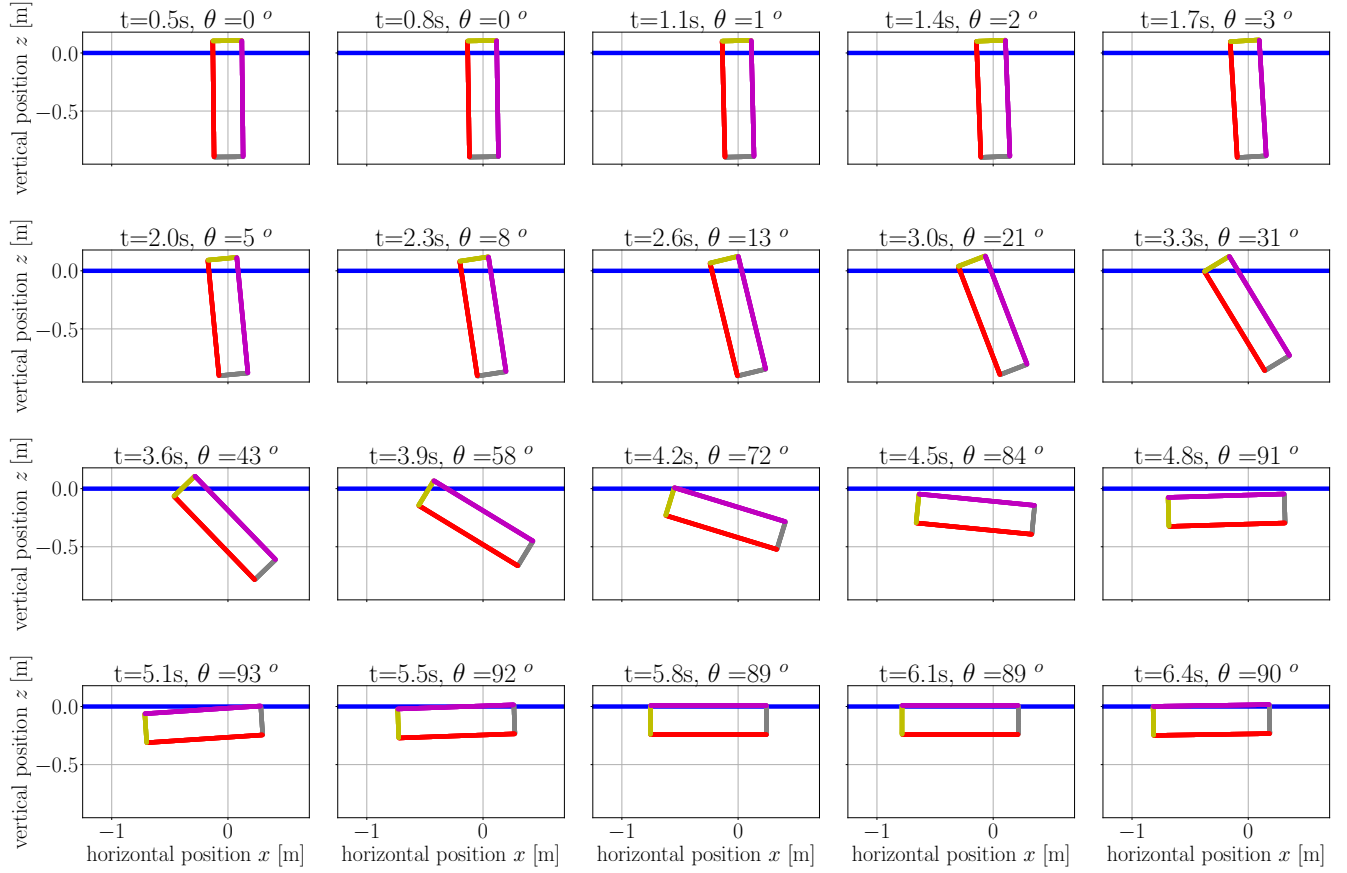 t=0.5s, θ =0 ° t=0.8s, θ =0 ° t=1.1s, θ =1 ° t=1.4s, θ =2 ° t=1.7s, θ =3 °
vertical position z [m]
0.0
−0.5
t=2.0s, θ =5 ° t=2.3s, θ =8 ° t=2.6s, θ =13 ° t=3.0s, θ =21 ° t=3.3s, θ =31 °
vertical position z [m]
0.0
−0.5
t=3.6s, θ =43 ° t=3.9s, θ =58 ° t=4.2s, θ =72 ° t=4.5s, θ =84 ° t=4.8s, θ =91 °
vertical position z [m]
0.0
−0.5
t=5.1s, θ =93 ° t=5.5s, θ =92 ° t=5.8s, θ =89 ° t=6.1s, θ =89 ° t=6.4s, θ =90 °
vertical position z [m]
0.0
−0.5
−1 0 −1 0 −1 0 −1 0 −1 0
horizontal position x [m] horizontal position x [m] horizontal position x [m] horizontal position x [m] horizontal position x [m]